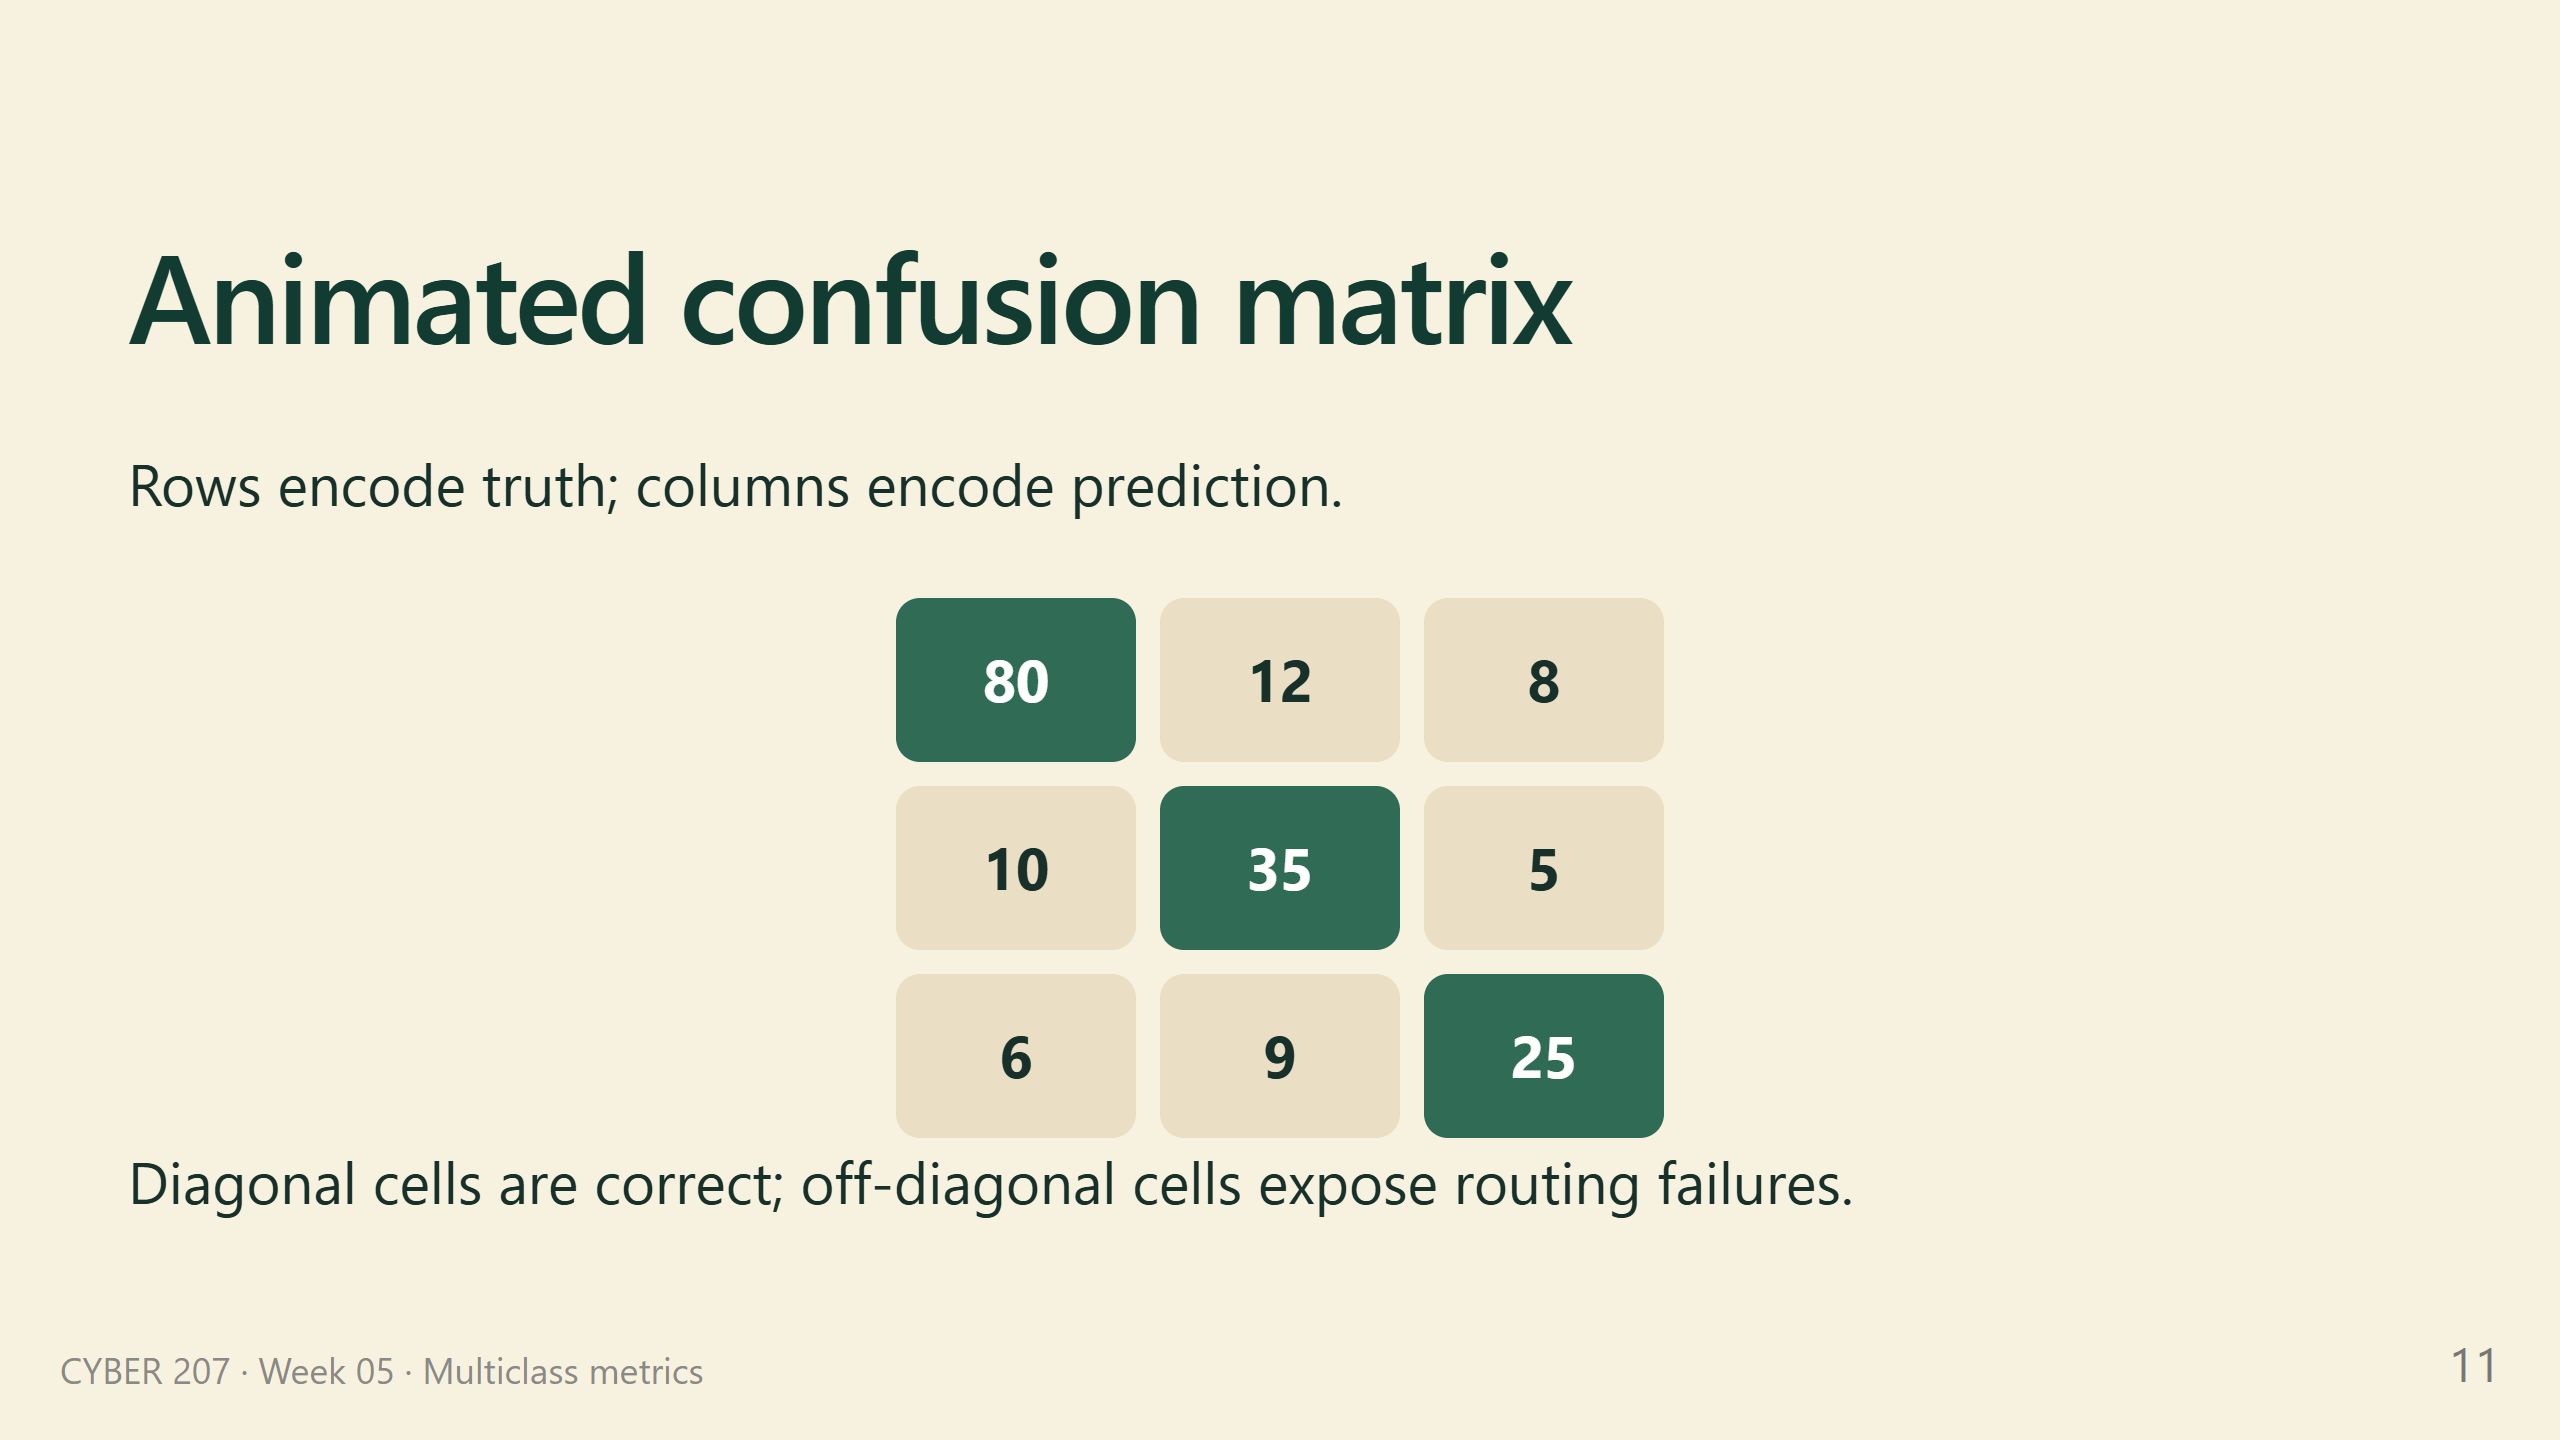 Animated confusion matrix
Rows encode truth; columns encode prediction.
80 12 8
10 35 5
6 9 25
Diagonal cells are correct; off-diagonal cells expose routing failures.
CYBER 207 · Week 05 · Multiclass metrics
11